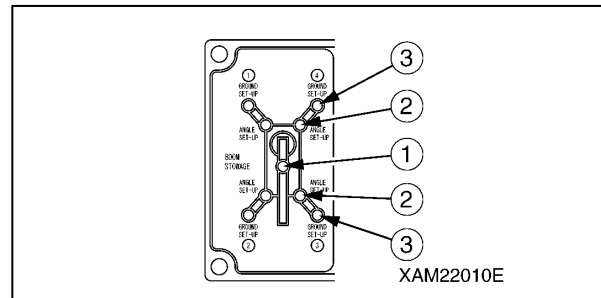 1 4 3
GROUND SET-UP GROUND SET-UP
2
ANGLE SET-UP ANGLE SET-UP
BOOM STOWAGE 1
ANGLE SET-UP ANGLE SET-UP
2
GROUND SET-UP GROUND SET-UP
3
2 3
XAM22010E